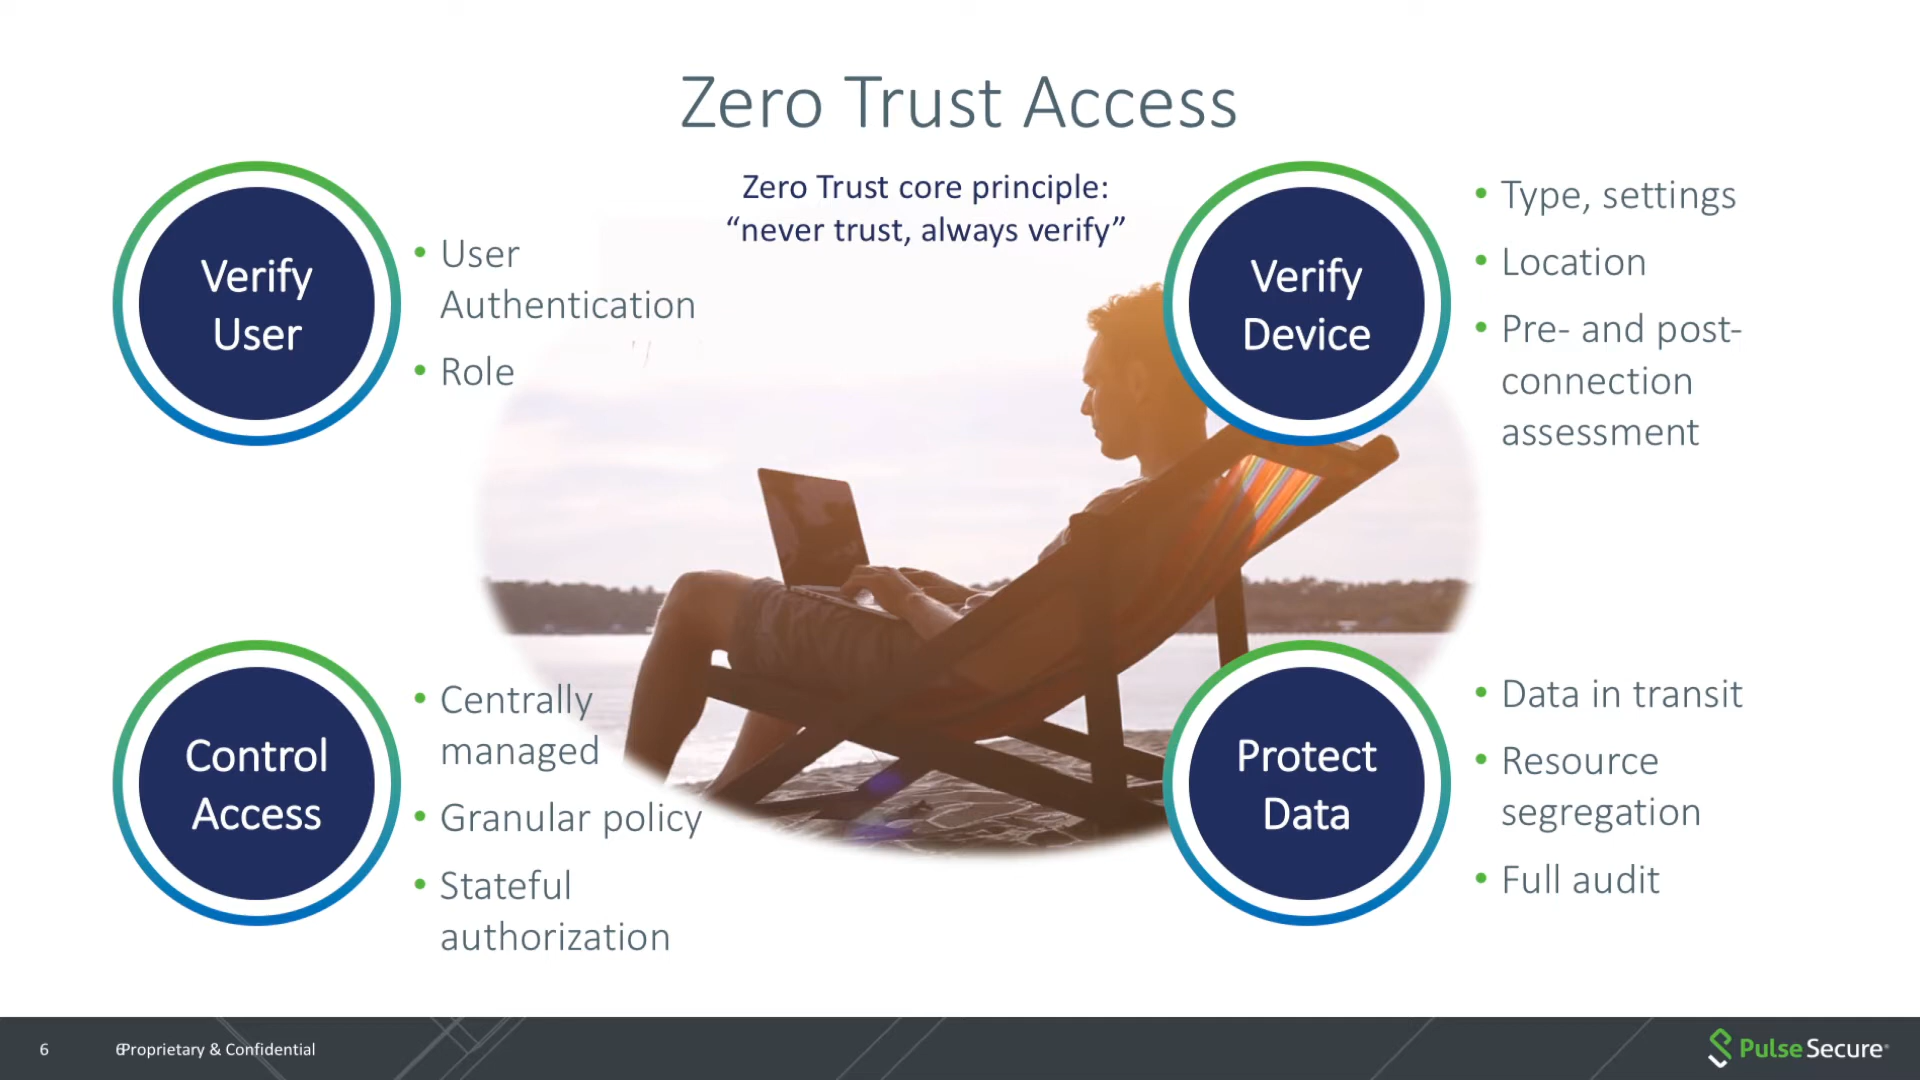 Zero Trust Access
Zero Trust core principle:
“never trust, always verify”
Verify
User
• User
Authentication
• Role
Verify
Device
• Type, settings
• Location
• Pre- and post-
connection
assessment
Control
Access
• Centrally
managed
• Granular policy
• Stateful
authorization
Protect
Data
• Data in transit
• Resource
segregation
• Full audit
6
6Proprietary & Confidential
Pulse Secure